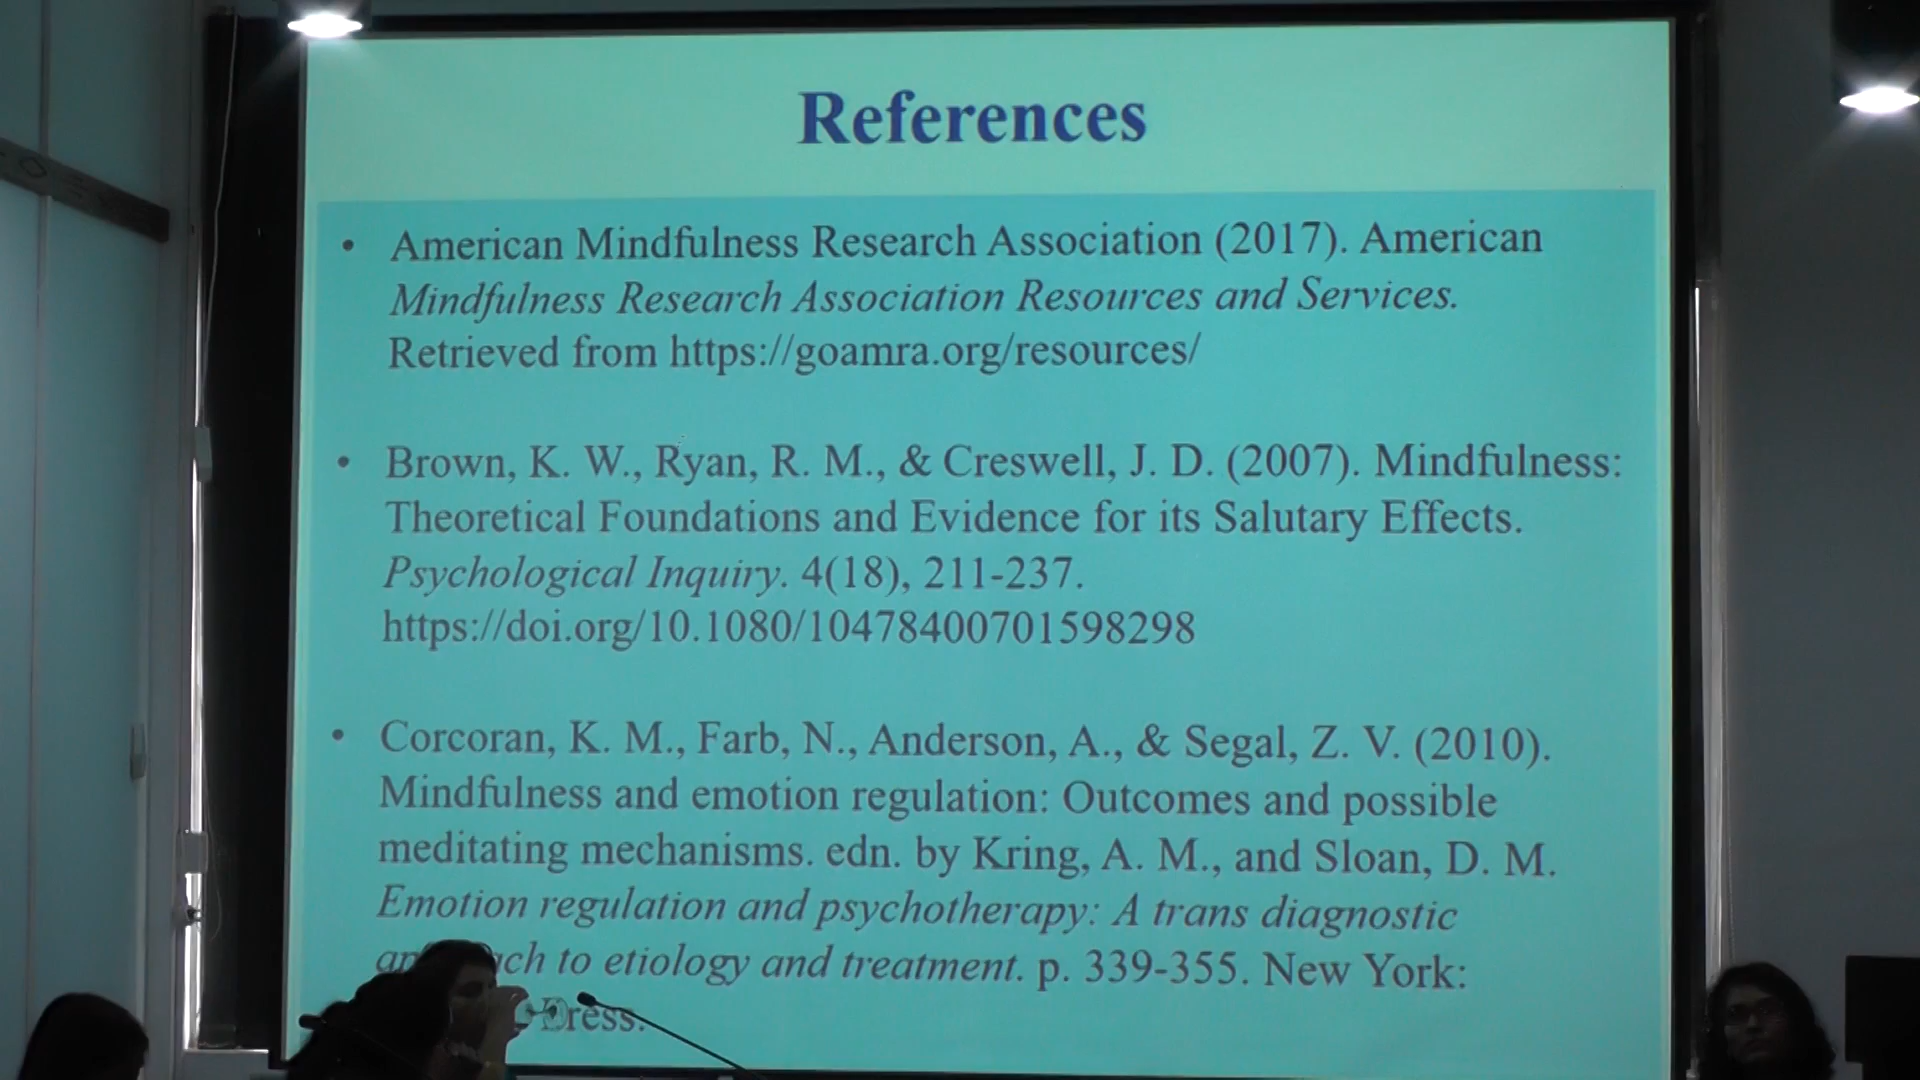 References
• American Mindfulness Research Association (2017). American
Mindfulness Research Association Resources and Services.
Retrieved from https://goamra.org/resources/
• Brown, K. W., Ryan, R. M., & Creswell, J. D. (2007). Mindfulness:
Theoretical Foundations and Evidence for its Salutary Effects.
Psychological Inquiry. 4(18), 211-237.
https://doi.org/10.1080/10478400701598298
• Corcoran, K. M., Farb, N., Anderson, A., & Segal, Z. V. (2010).
Mindfulness and emotion regulation: Outcomes and possible
meditating mechanisms. edn. by Kring, A. M., and Sloan, D. M.
Emotion regulation and psychotherapy: A trans diagnostic
to etiology and treatment. p. 339-355. New York:
Press.